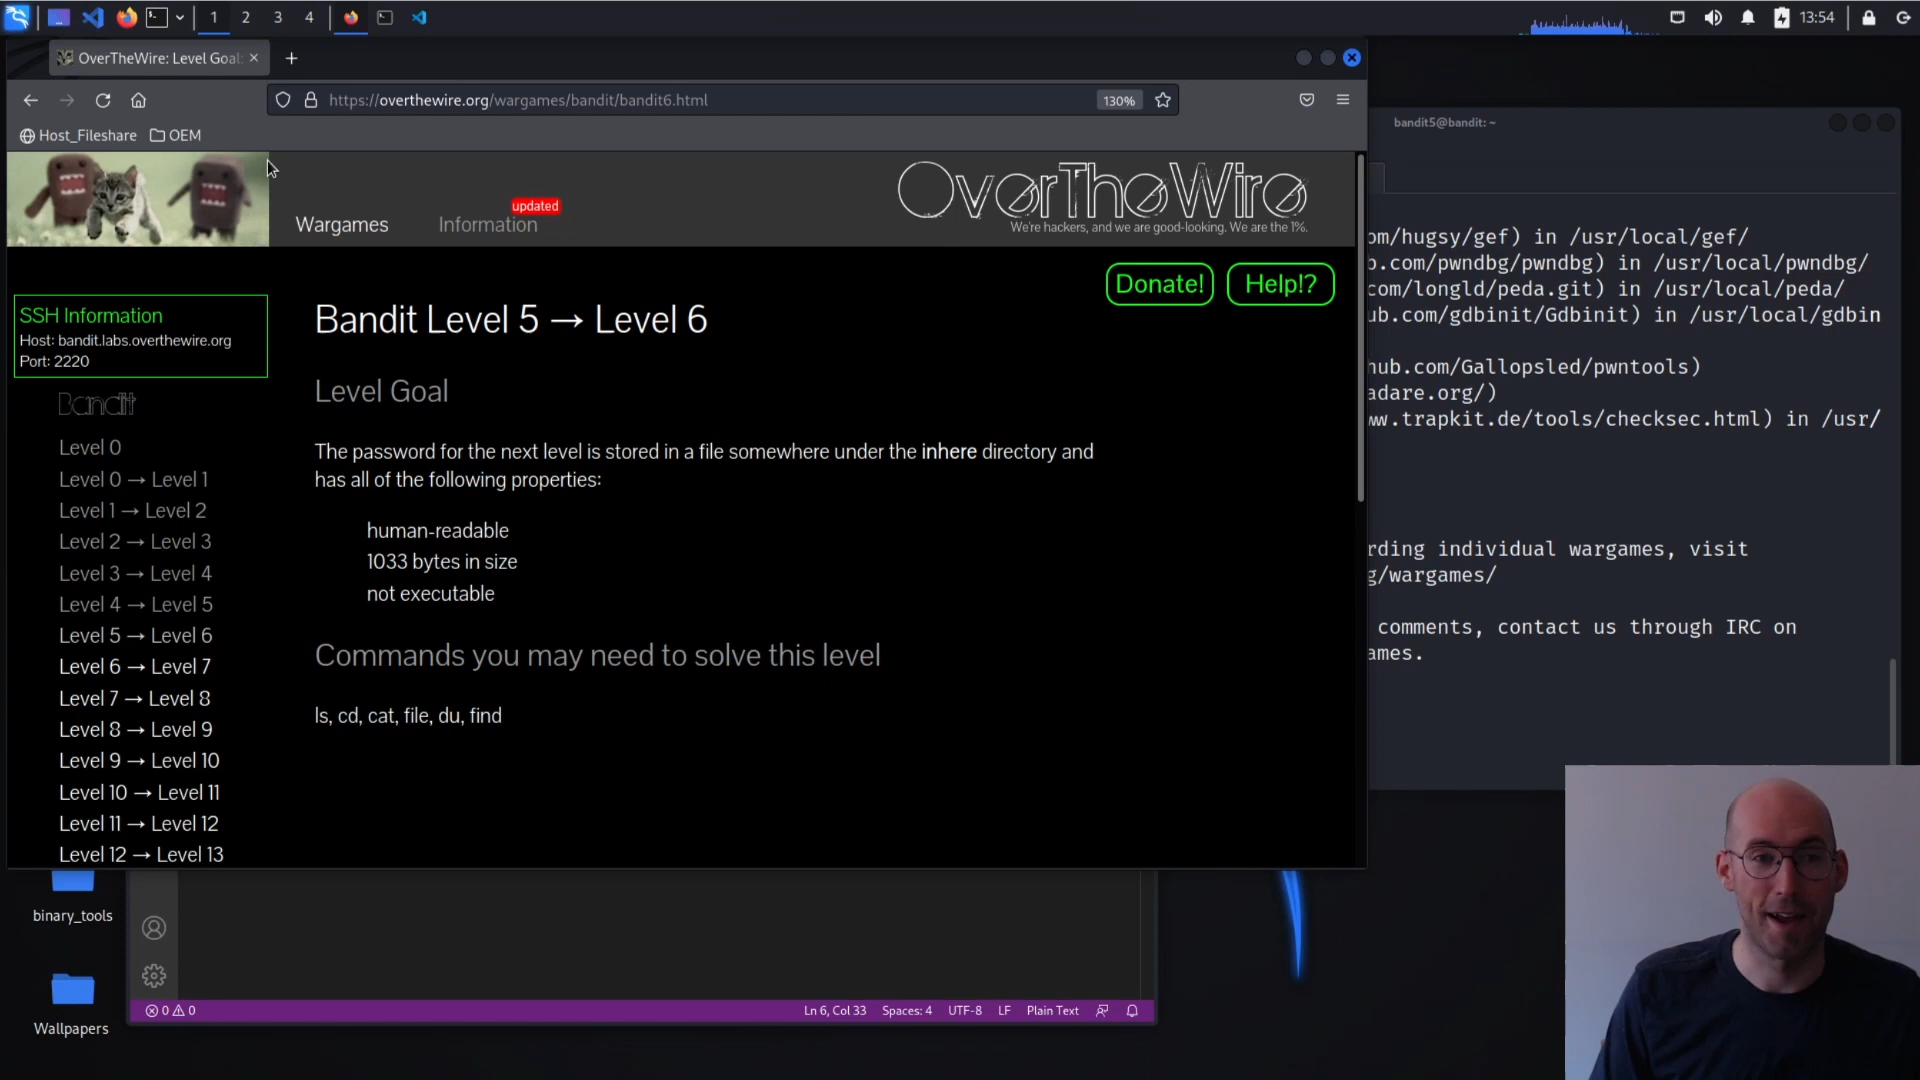 1 2 3 4
13:54
OverTheWire: Level Goal:
https://overthewire.org/wargames/bandit/bandit6.html
130%
Host_Fileshare
OEM
Wargames
Information
updated
OverTheWire
We're hackers, and we are good-looking. We are the 1%.
Donate!
Help!?
SSH Information
Host: bandit.labs.overthewire.org
Port: 2220
Bandit
Level 0
Level 0 → Level 1
Level 1 → Level 2
Level 2 → Level 3
Level 3 → Level 4
Level 4 → Level 5
Level 5 → Level 6
Level 6 → Level 7
Level 7 → Level 8
Level 8 → Level 9
Level 9 → Level 10
Level 10 → Level 11
Level 11 → Level 12
Level 12 → Level 13
Bandit Level 5 → Level 6
Level Goal
The password for the next level is stored in a file somewhere under the inhere directory and
has all of the following properties:
human-readable
1033 bytes in size
not executable
Commands you may need to solve this level
ls, cd, cat, file, du, find
bandit5@bandit: ~
om/hugsy/gef) in /usr/local/gef/
b.com/pwndbg/pwndbg) in /usr/local/pwndbg/
com/longld/peda.git) in /usr/local/peda/
ub.com/gdbinit/Gdbinit) in /usr/local/gdbin
hub.com/Gallopsled/pwntools)
adare.org/)
ww.trapkit.de/tools/checksec.html) in /usr/
rding individual wargames, visit
g/wargames/
comments, contact us through IRC on
ames.
binary_tools
Wallpapers
0 0
Ln 6, Col 33
Spaces: 4
UTF-8
LF
Plain Text